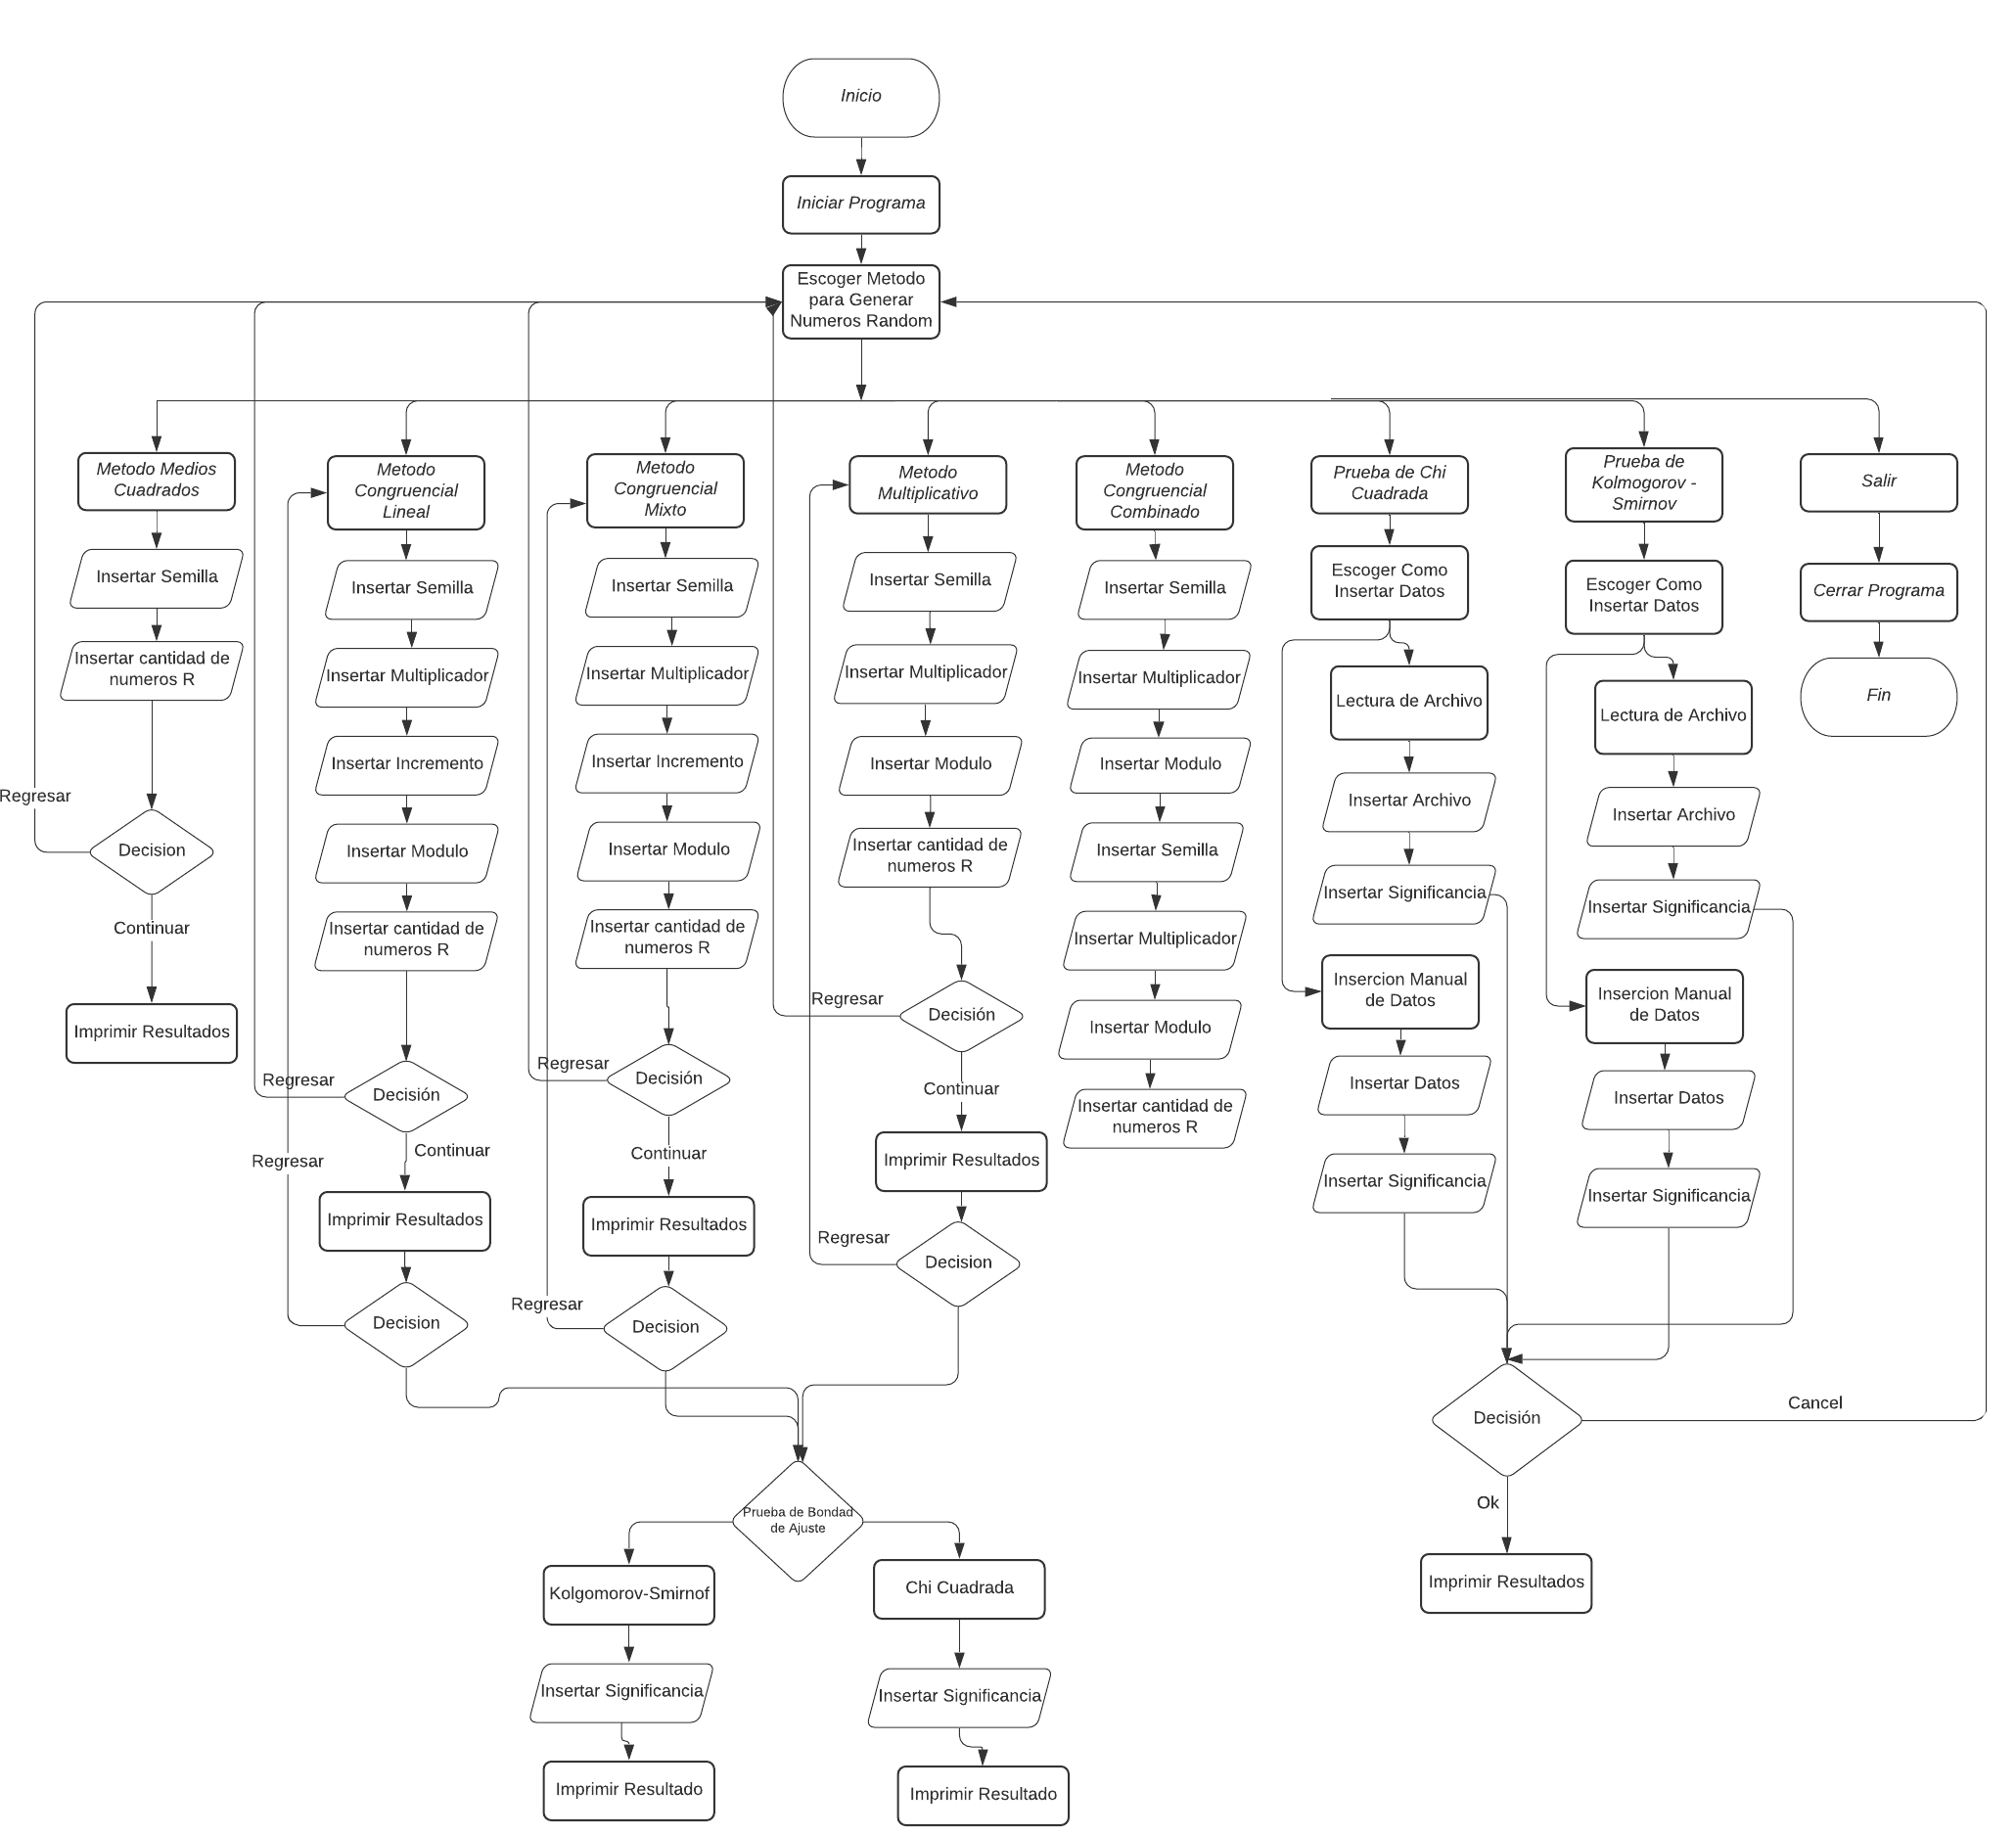 Inicio
Iniciar Programa
Escoger Metodo
para Generar
Numeros Random
Metodo Medios
Cuadrados
Insertar Semilla
Insertar cantidad de
numeros R
Regresar
Decision
Continuar
Imprimir Resultados
Metodo
Congruencial
Lineal
Insertar Semilla
Insertar Multiplicador
Insertar Incremento
Insertar Modulo
Insertar cantidad de
numeros R
Regresar
Decisión
Continuar
Regresar
Imprimir Resultados
Decision
Metodo
Congruencial
Mixto
Insertar Semilla
Insertar Multiplicador
Insertar Incremento
Insertar Modulo
Insertar cantidad de
numeros R
Regresar
Decisión
Continuar
Imprimir Resultados
Regresar
Decision
Metodo
Multiplicativo
Insertar Semilla
Insertar Multiplicador
Insertar Modulo
Insertar cantidad de
numeros R
Regresar
Decisión
Continuar
Imprimir Resultados
Regresar
Decision
Metodo
Congruencial
Combinado
Insertar Semilla
Insertar Multiplicador
Insertar Modulo
Insertar Semilla
Insertar Multiplicador
Insertar Modulo
Insertar cantidad de
numeros R
Prueba de Chi
Cuadrada
Escoger Como
Insertar Datos
Lectura de Archivo
Insertar Archivo
Insertar Significancia
Insercion Manual
de Datos
Insertar Datos
Insertar Significancia
Prueba de
Kolmogorov -
Smirnov
Escoger Como
Insertar Datos
Lectura de Archivo
Insertar Archivo
Insertar Significancia
Insercion Manual
de Datos
Insertar Datos
Insertar Significancia
Salir
Cerrar Programa
Fin
Decisión
Cancel
Ok
Imprimir Resultados
Prueba de Bondad
de Ajuste
Kolgomorov-Smirnof
Insertar Significancia
Imprimir Resultado
Chi Cuadrada
Insertar Significancia
Imprimir Resultado